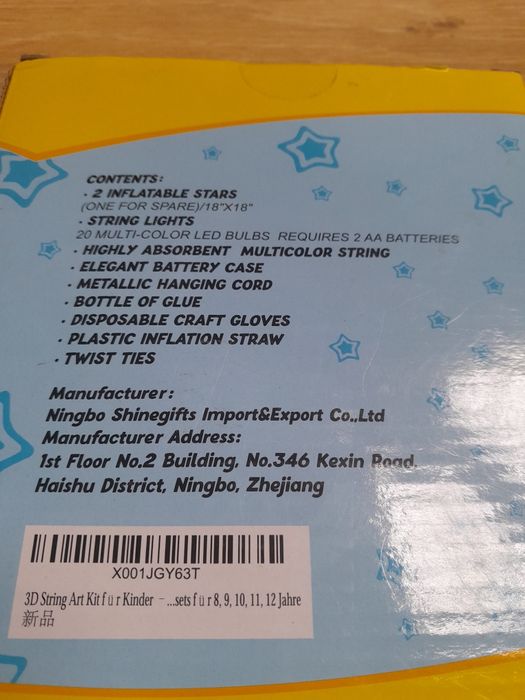 CONTENTS:
· 2 INFLATABLE STARS
(ONE FOR SPARE)/18"X18"
· STRING LIGHTS
20 MULTI-COLOR LED BULBS REQUIRES 2 AA BATTERIES
· HIGHLY ABSORBENT MULTICOLOR STRING
· ELEGANT BATTERY CASE
· METALLIC HANGING CORD
· BOTTLE OF GLUE
· DISPOSABLE CRAFT GLOVES
· PLASTIC INFLATION STRAW
· TWIST TIES
Manufacturer:
Ningbo Shinegifts Import&Export Co.,Ltd
Manufacturer Address:
1st Floor No.2 Building, No.346 Kexin Road,
Haishu District, Ningbo, Zhejiang
X001JGY63T
3D String Art Kit für Kinder – ...sets für 8, 9, 10, 11, 12 Jahre
新品